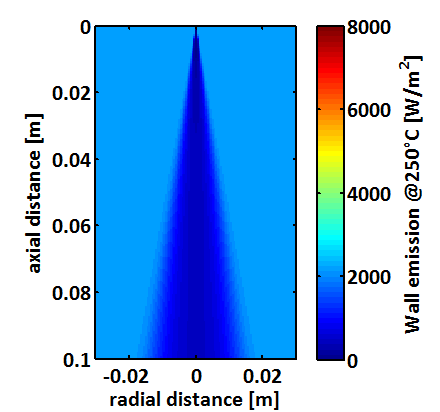 0
0.02
0.04
0.06
0.08
0.1
axial distance [m]
-0.02 0 0.02
radial distance [m]
8000
6000
4000
2000
0
Wall emission @250°C [W/m²]